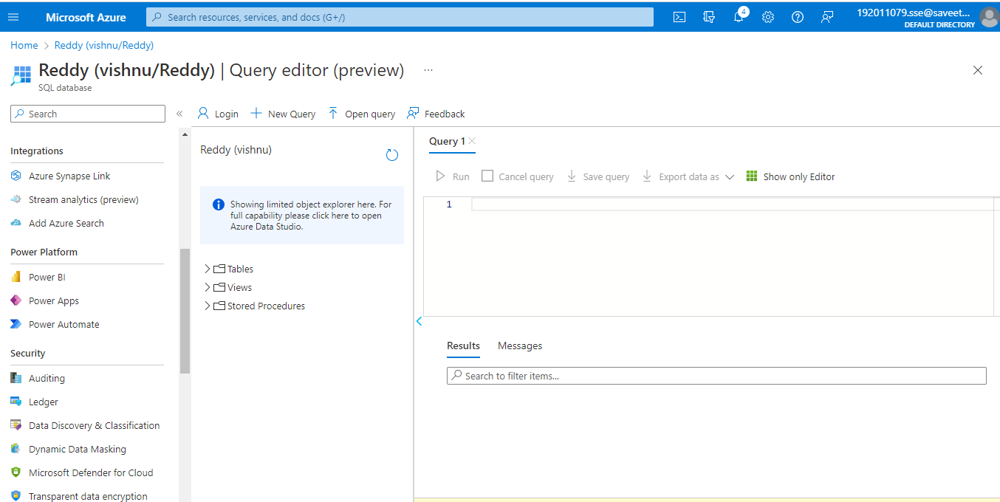 Microsoft Azure
Search resources, services, and docs (G+/)
4
192011079.sse@saveet...
DEFAULT DIRECTORY
Home > Reddy (vishnu/Reddy)
Reddy (vishnu/Reddy) | Query editor (preview) ...
SQL database
Search
«
Login
New Query
Open query
Feedback
Integrations
Azure Synapse Link
Stream analytics (preview)
Add Azure Search
Power Platform
Power BI
Power Apps
Power Automate
Security
Auditing
Ledger
Data Discovery & Classification
Dynamic Data Masking
Microsoft Defender for Cloud
Transparent data encryption
Reddy (vishnu)
Showing limited object explorer here. For
full capability please click here to open
Azure Data Studio.
Tables
Views
Stored Procedures
Query 1
Run
Cancel query
Save query
Export data as
Show only Editor
1
Results
Messages
Search to filter items...